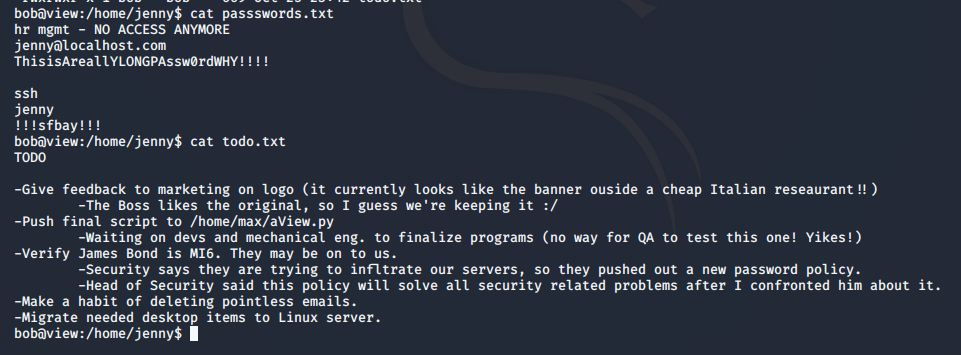 bob@view:/home/jenny$ cat passswords.txt
hr mgmt - NO ACCESS ANYMORE
jenny@localhost.com
ThisisAreallYLONGPAssw0rdWHY!!!!
ssh
jenny
!!!sfbay!!!
bob@view:/home/jenny$ cat todo.txt
TODO
-Give feedback to marketing on logo (it currently looks like the banner ouside a cheap Italian reseaurant!!)
-The Boss likes the original, so I guess we're keeping it :/
-Push final script to /home/max/aView.py
-Waiting on devs and mechanical eng. to finalize programs (no way for QA to test this one! Yikes!)
-Verify James Bond is MI6. They may be on to us.
-Security says they are trying to infltrate our servers, so they pushed out a new password policy.
-Head of Security said this policy will solve all security related problems after I confronted him about it.
-Make a habit of deleting pointless emails.
-Migrate needed desktop items to Linux server.
bob@view:/home/jenny$